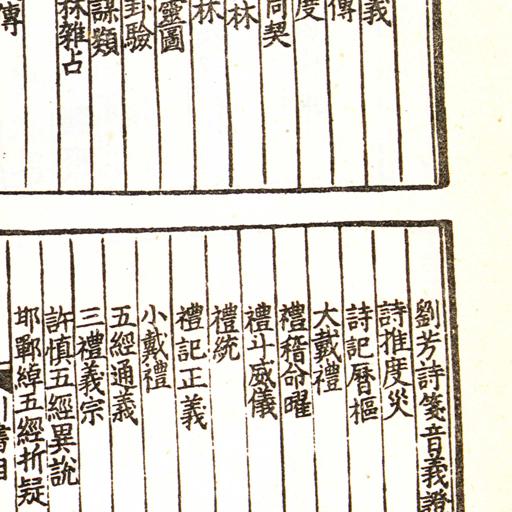 義
傳
度
同契
林
林
靈圖
卦驗
謀類
林雜占
傳
劉芳詩箋音義證
詩推度災
詩記曆樞
大戴禮
禮稽命曜
禮斗威儀
禮統
禮記正義
小戴禮
五經通義
三禮義宗
許慎五經異說
邯鄲綽五經折疑
書目